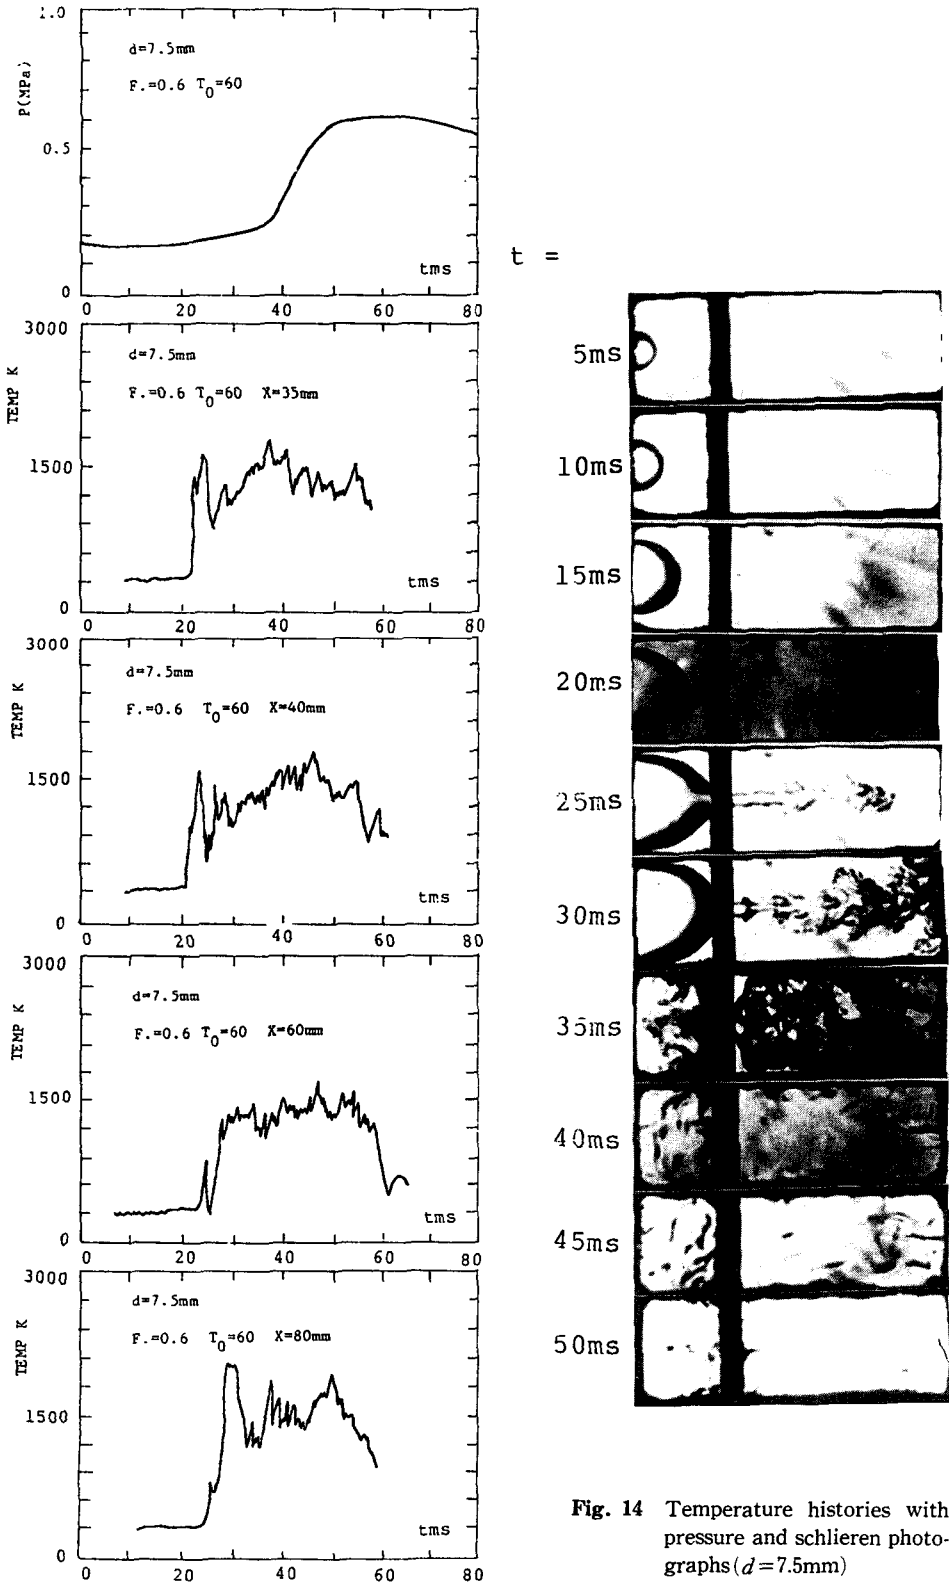 1.0
d=7.5mm
F.=0.6 T0=60
P(MPa)
0.5
tms
0
0 20 40 60 80
3000
d=7.5mm
F.=0.6 T0=60 X=35mm
TEMP K
1500
tms
0
0 20 40 60 80
3000
d=7.5mm
F.=0.6 T0=60 X=40mm
TEMP K
1500
tms
0
0 20 40 60 80
3000
d=7.5mm
F.=0.6 T0=60 X=60mm
TEMP K
1500
tms
0
0 20 40 60 80
3000
d=7.5mm
F.=0.6 T0=60 X=80mm
TEMP K
1500
tms
0
0 20 40 60 80
t =
5ms
10ms
15ms
20ms
25ms
30ms
35ms
40ms
45ms
50ms
Fig. 14 Temperature histories with
pressure and schlieren photo-
graphs (d=7.5mm)